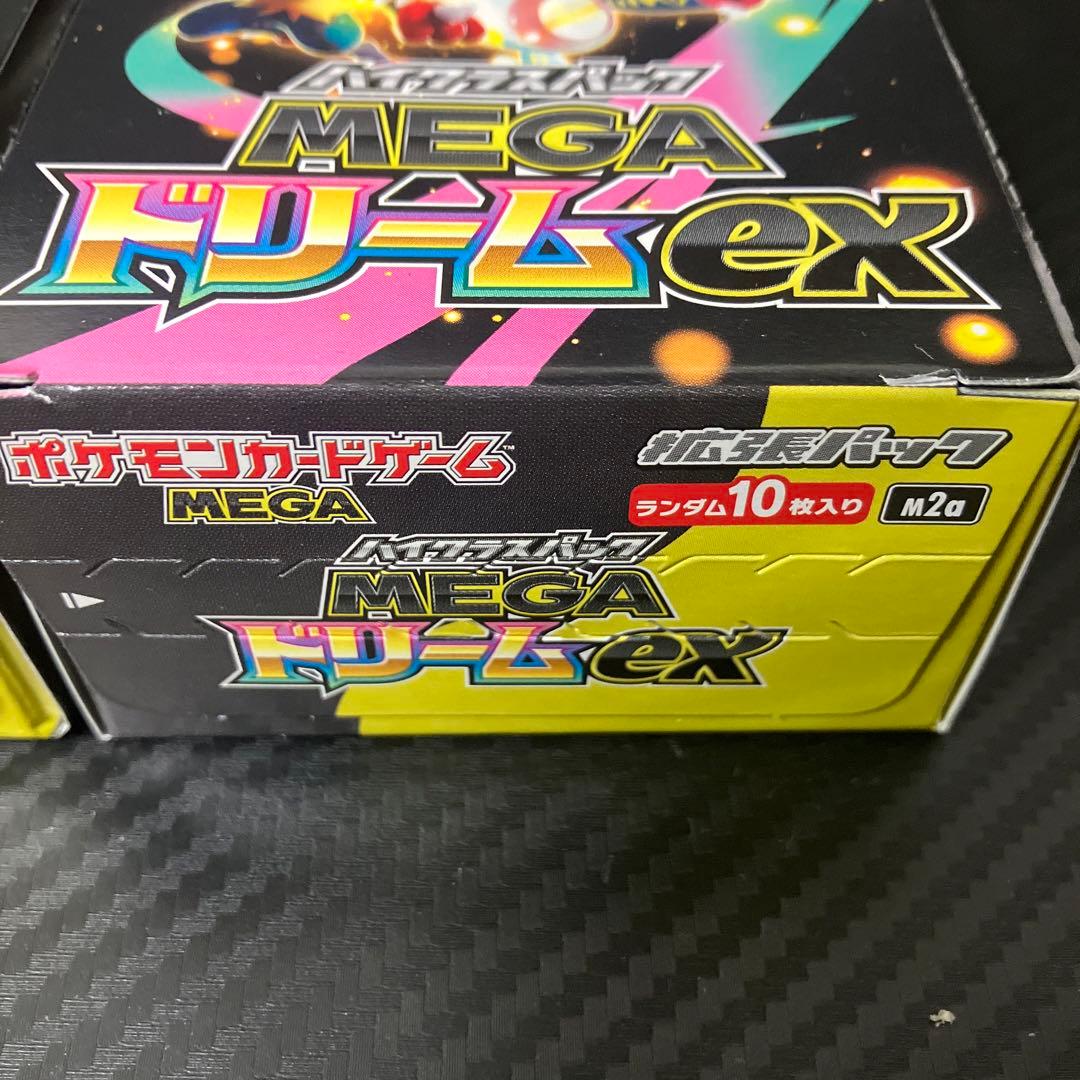 ハイクラスパック
MEGA
ドリームex
ポケモンカードゲーム™
MEGA
拡張パック
ランダム10枚入り M2a
ハイクラスパック
MEGA
ドリームex